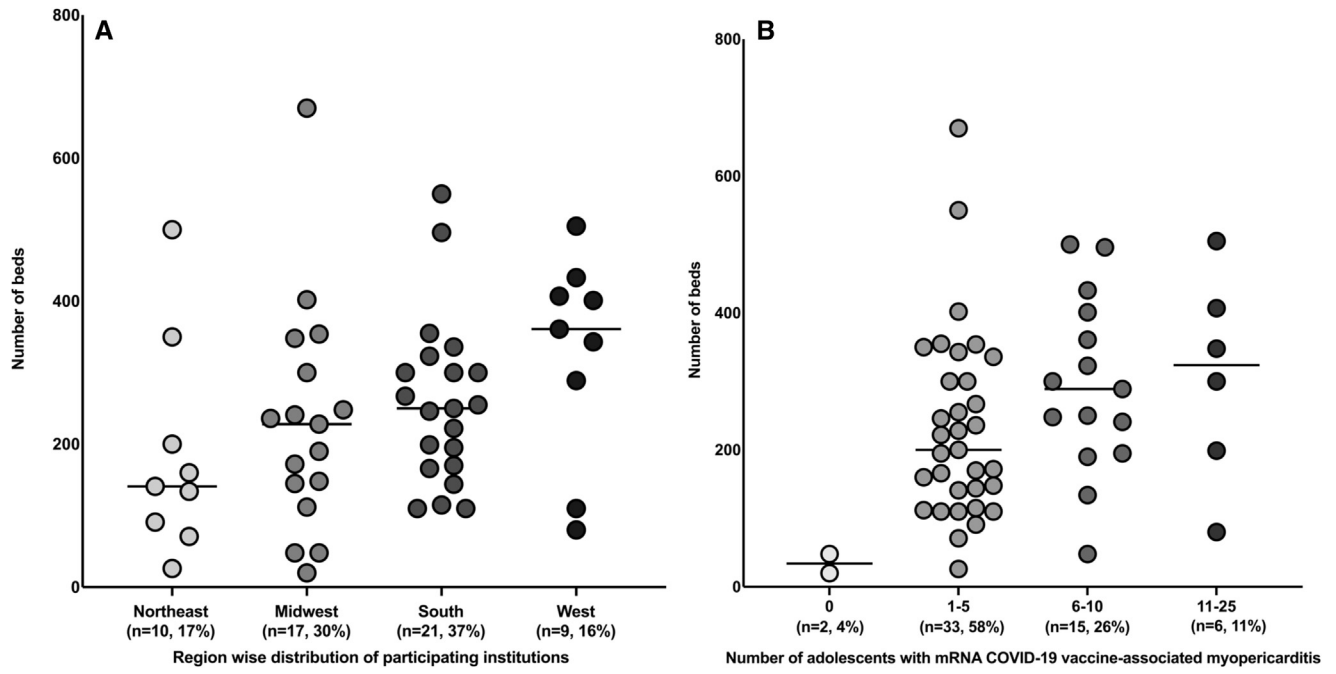 A
Number of beds
800
600
400
200
0
Northeast
(n=10, 17%)
Midwest
(n=17, 30%)
South
(n=21, 37%)
West
(n=9, 16%)
Region wise distribution of participating institutions
B
Number of beds
800
600
400
200
0
0
(n=2, 4%)
1-5
(n=33, 58%)
6-10
(n=15, 26%)
11-25
(n=6, 11%)
Number of adolescents with mRNA COVID-19 vaccine-associated myopericarditis